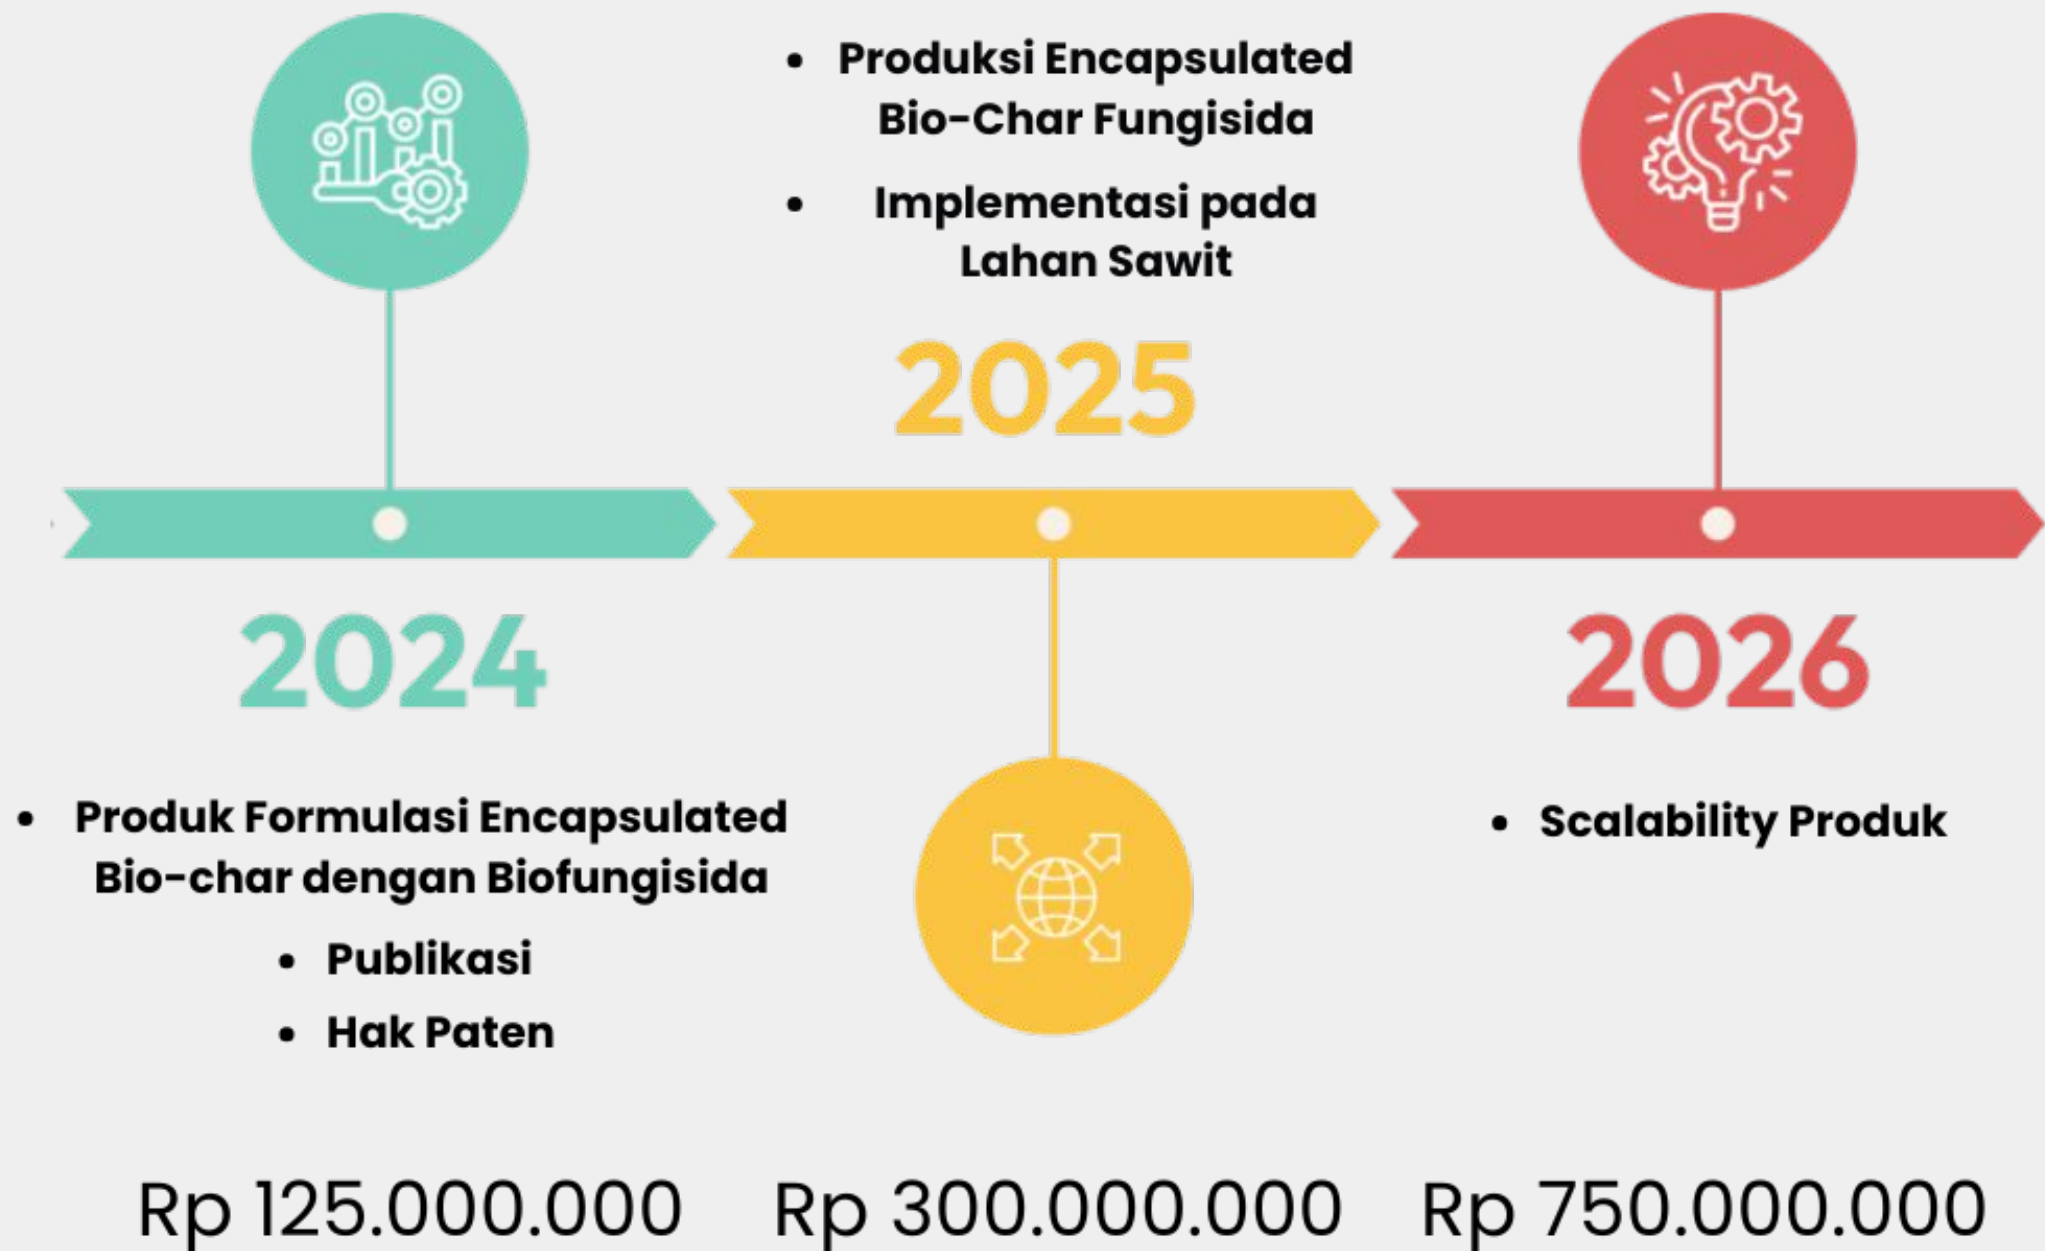 • Produksi Encapsulated
Bio-Char Fungisida
• Implementasi pada
Lahan Sawit
2025
2024
2026
• Produk Formulasi Encapsulated
Bio-char dengan Biofungisida
• Publikasi
• Hak Paten
• Scalability Produk
Rp 125.000.000
Rp 300.000.000
Rp 750.000.000